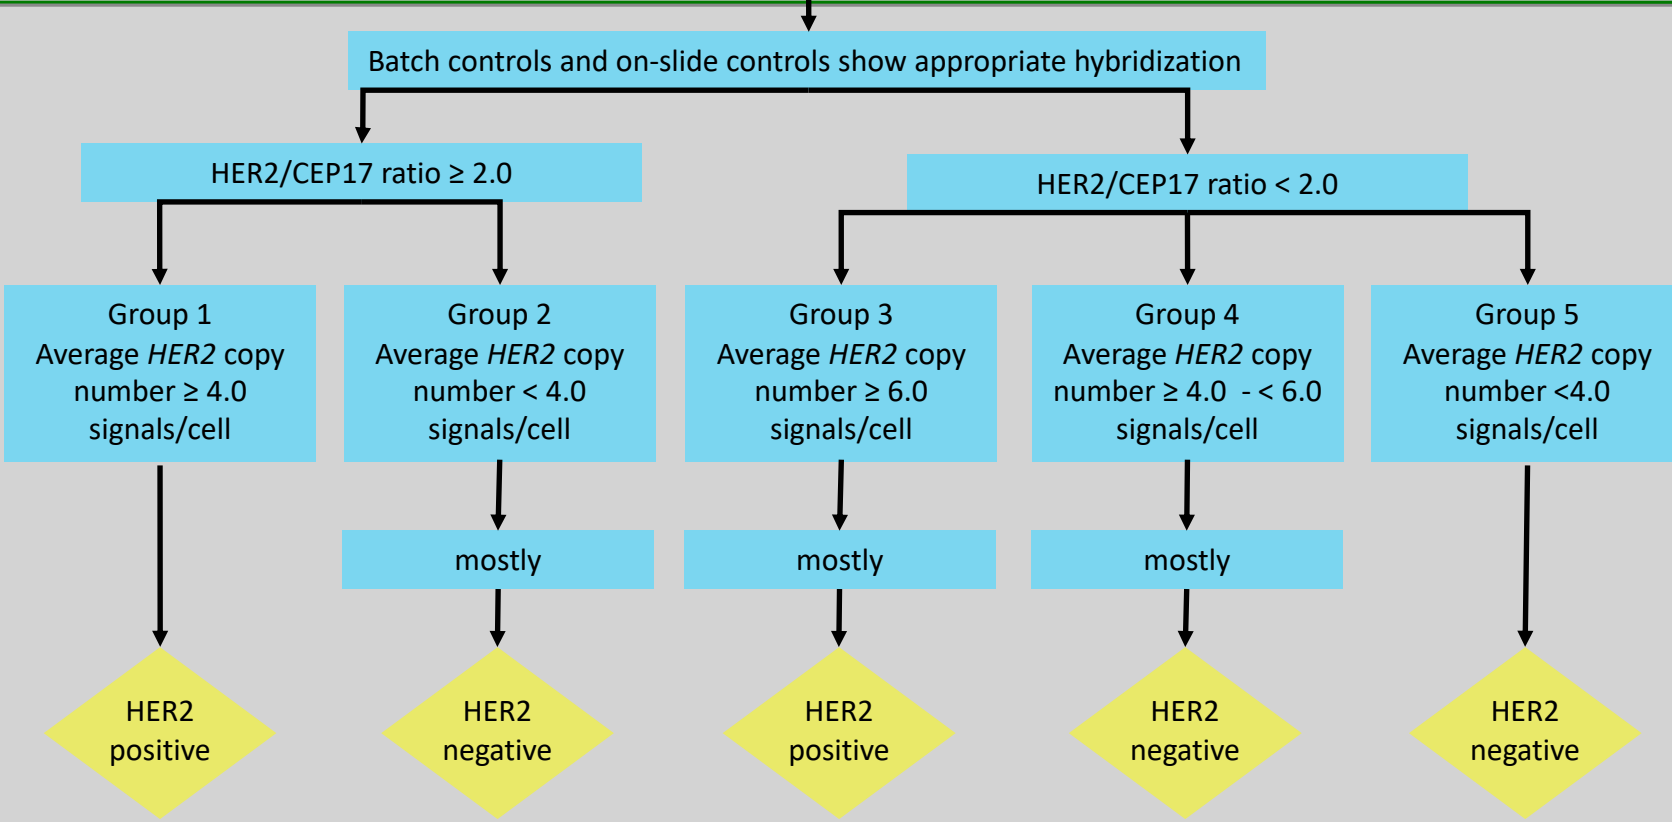 Batch controls and on-slide controls show appropriate hybridization
HER2/CEP17 ratio ≥ 2.0
HER2/CEP17 ratio < 2.0
Group 1
Average HER2 copy
number ≥ 4.0
signals/cell
Group 2
Average HER2 copy
number < 4.0
signals/cell
Group 3
Average HER2 copy
number ≥ 6.0
signals/cell
Group 4
Average HER2 copy
number ≥ 4.0 - < 6.0
signals/cell
Group 5
Average HER2 copy
number <4.0
signals/cell
mostly
mostly
mostly
HER2
positive
HER2
negative
HER2
positive
HER2
negative
HER2
negative